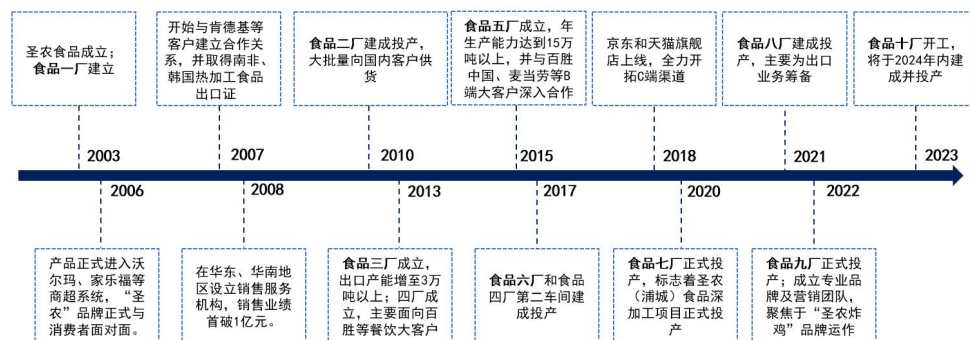 圣农食品成立；
食品一厂建立
开始与肯德基等
客户建立合作关
系，并取得南非、
韩国热加工食品
出口证
食品二厂建成投产，
大批量向国内客户供
货
食品五厂成立，年
生产能力达到15万
吨以上，并与百胜
中国、麦当劳等B
端大客户深入合作
京东和天猫旗舰
店上线，全力开
拓C端渠道
食品八厂建成投
产，主要为出口
业务筹备
食品十厂开工，
将于2024年内建
成并投产
2003
2007
2010
2015
2018
2021
2023
2006
2008
2013
2017
2020
2022
产品正式进入沃
尔玛、家乐福等
商超系统，“圣
农”品牌正式与
消费者面对面。
在华东、华南地
区设立销售服务
机构，销售业绩
首破1亿元。
食品三厂成立，
出口产能增至3万
吨以上；四厂成
立，主要面向百
胜等餐饮大客户
食品六厂和食品
四厂第二车间建
成投产
食品七厂正式投
产，标志着圣农
（浦城）食品深
加工项目正式投
产
食品九厂正式投
产；成立专业品
牌及营销团队，
聚焦于“圣农炸
鸡”品牌运作